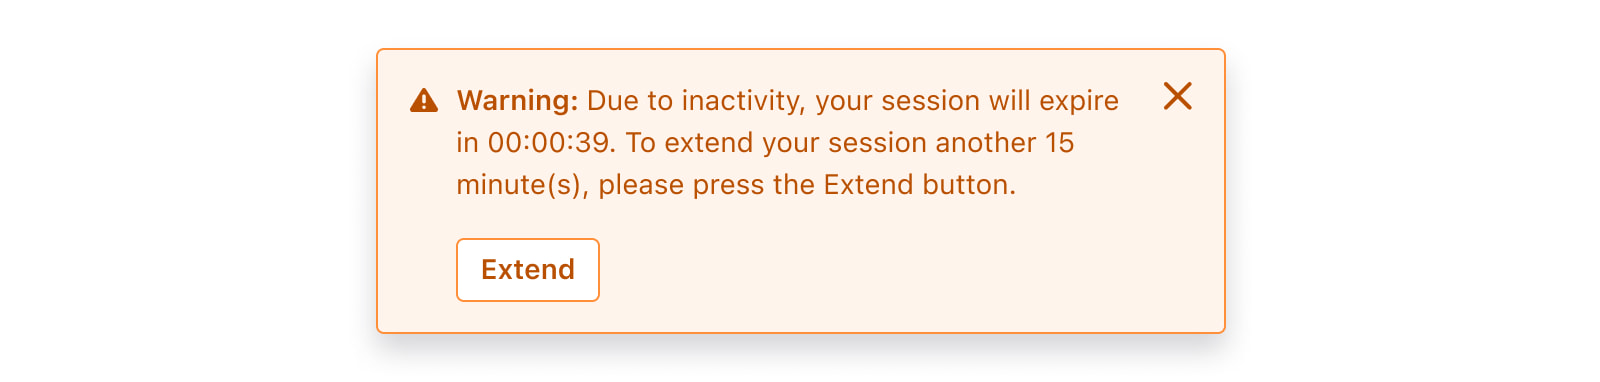 Warning: Due to inactivity, your session will expire
in 00:00:39. To extend your session another 15
minute(s), please press the Extend button.
Extend